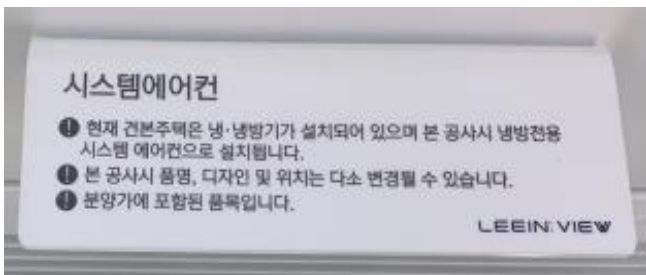 시스템에어컨
❶ 현재 견본주택은 냉·냉방기가 설치되어 있으며 본 공사시 냉방전용
시스템 에어컨으로 설치됩니다.
❶ 본 공사시 품명, 디자인 및 위치는 다소 변경될 수 있습니다.
❶ 분양가에 포함된 품목입니다.
LEEIN VIEW